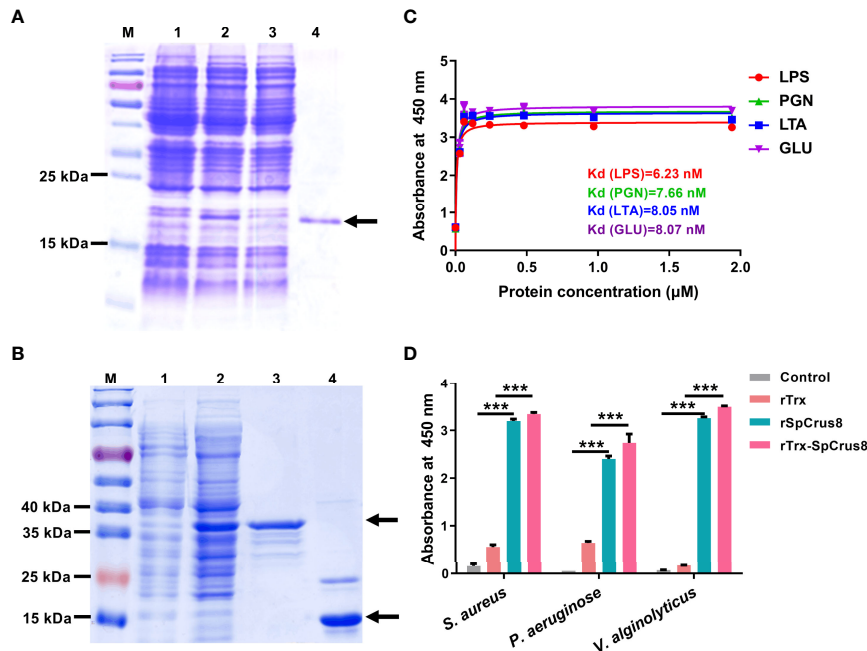 A
M 1 2 3 4
25 kDa
15 kDa
B
M 1 2 3 4
40 kDa
35 kDa
25 kDa
15 kDa
C
Absorbance at 450 nm
5
4
3
2
1
0
0.0 0.5 1.0 1.5 2.0
Protein concentration (μM)
LPS
PGN
LTA
GLU
Kd (LPS)=6.23 nM
Kd (PGN)=7.66 nM
Kd (LTA)=8.05 nM
Kd (GLU)=8.07 nM
D
Absorbance at 450 nm
4
3
2
1
0
*** *** *** *** *** ***
S. aureus
P. aeruginose
V. alginolyticus
Control
rTrx
rSpCrus8
rTrx-SpCrus8